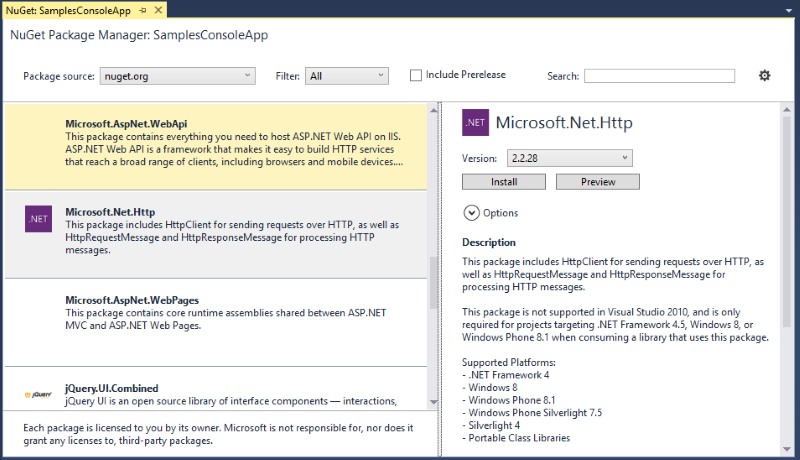 NuGet: SamplesConsoleApp
NuGet Package Manager: SamplesConsoleApp
Package source: nuget.org Filter: All Include Prerelease Search:
Microsoft.AspNet.WebApi
This package contains everything you need to host ASP.NET Web API on IIS.
ASP.NET Web API is a framework that makes it easy to build HTTP services
that reach a broad range of clients, including browsers and mobile devices....
.NET
Microsoft.Net.Http
This package includes HttpClient for sending requests over HTTP, as well as
HttpRequestMessage and HttpResponseMessage for processing HTTP
messages.
Microsoft.AspNet.WebPages
This package contains core runtime assemblies shared between ASP.NET
MVC and ASP.NET Web Pages.
jQuery
jQuery.UI.Combined
jQuery UI is an open source library of interface components — interactions,
Each package is licensed to you by its owner. Microsoft is not responsible for, nor does it
grant any licenses to, third-party packages.
.NET
Microsoft.Net.Http
Version: 2.2.28
Install Preview
Options
Description
This package includes HttpClient for sending requests over HTTP, as
well as HttpRequestMessage and HttpResponseMessage for
processing HTTP messages.
This package is not supported in Visual Studio 2010, and is only
required for projects targeting .NET Framework 4.5, Windows 8, or
Windows Phone 8.1 when consuming a library that uses this package.
Supported Platforms:
- .NET Framework 4
- Windows 8
- Windows Phone 8.1
- Windows Phone Silverlight 7.5
- Silverlight 4
- Portable Class Libraries